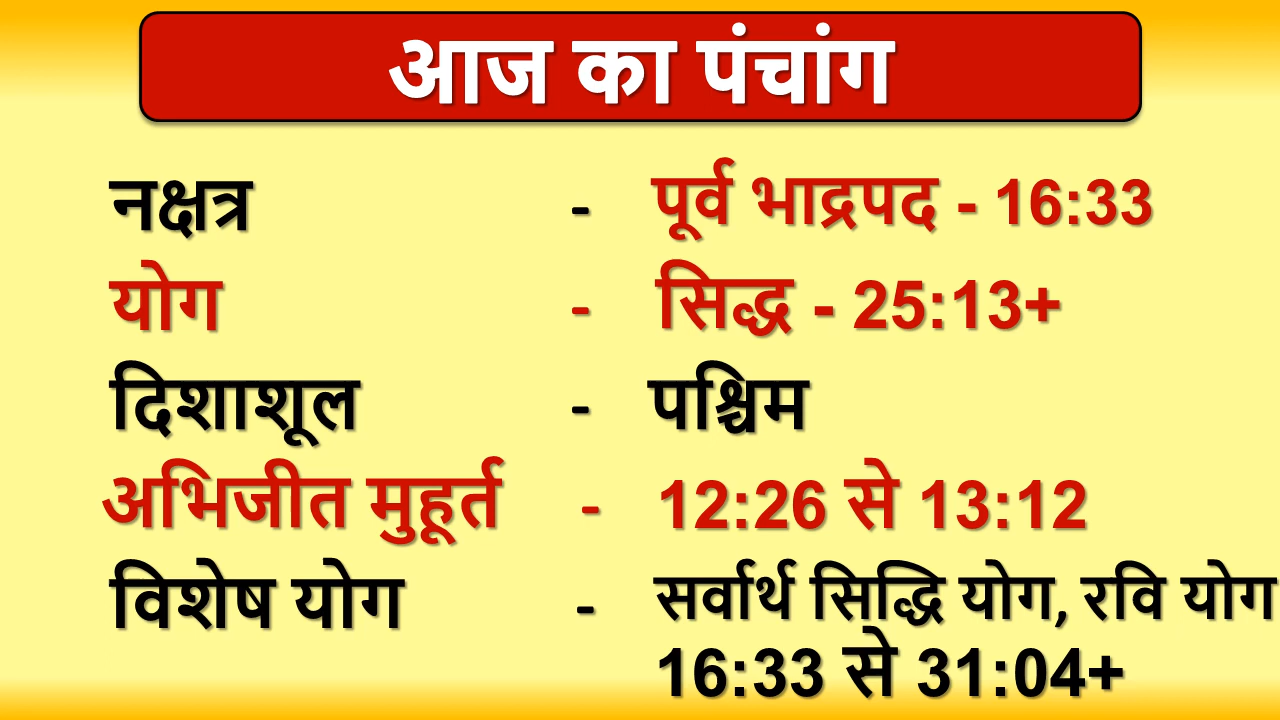 आज का पंचांग
नक्षत्र - पूर्व भाद्रपद - 16:33
योग - सिद्ध - 25:13+
दिशाशूल - पश्चिम
अभिजीत मुहूर्त - 12:26 से 13:12
विशेष योग - सर्वार्थ सिद्धि योग, रवि योग
16:33 से 31:04+